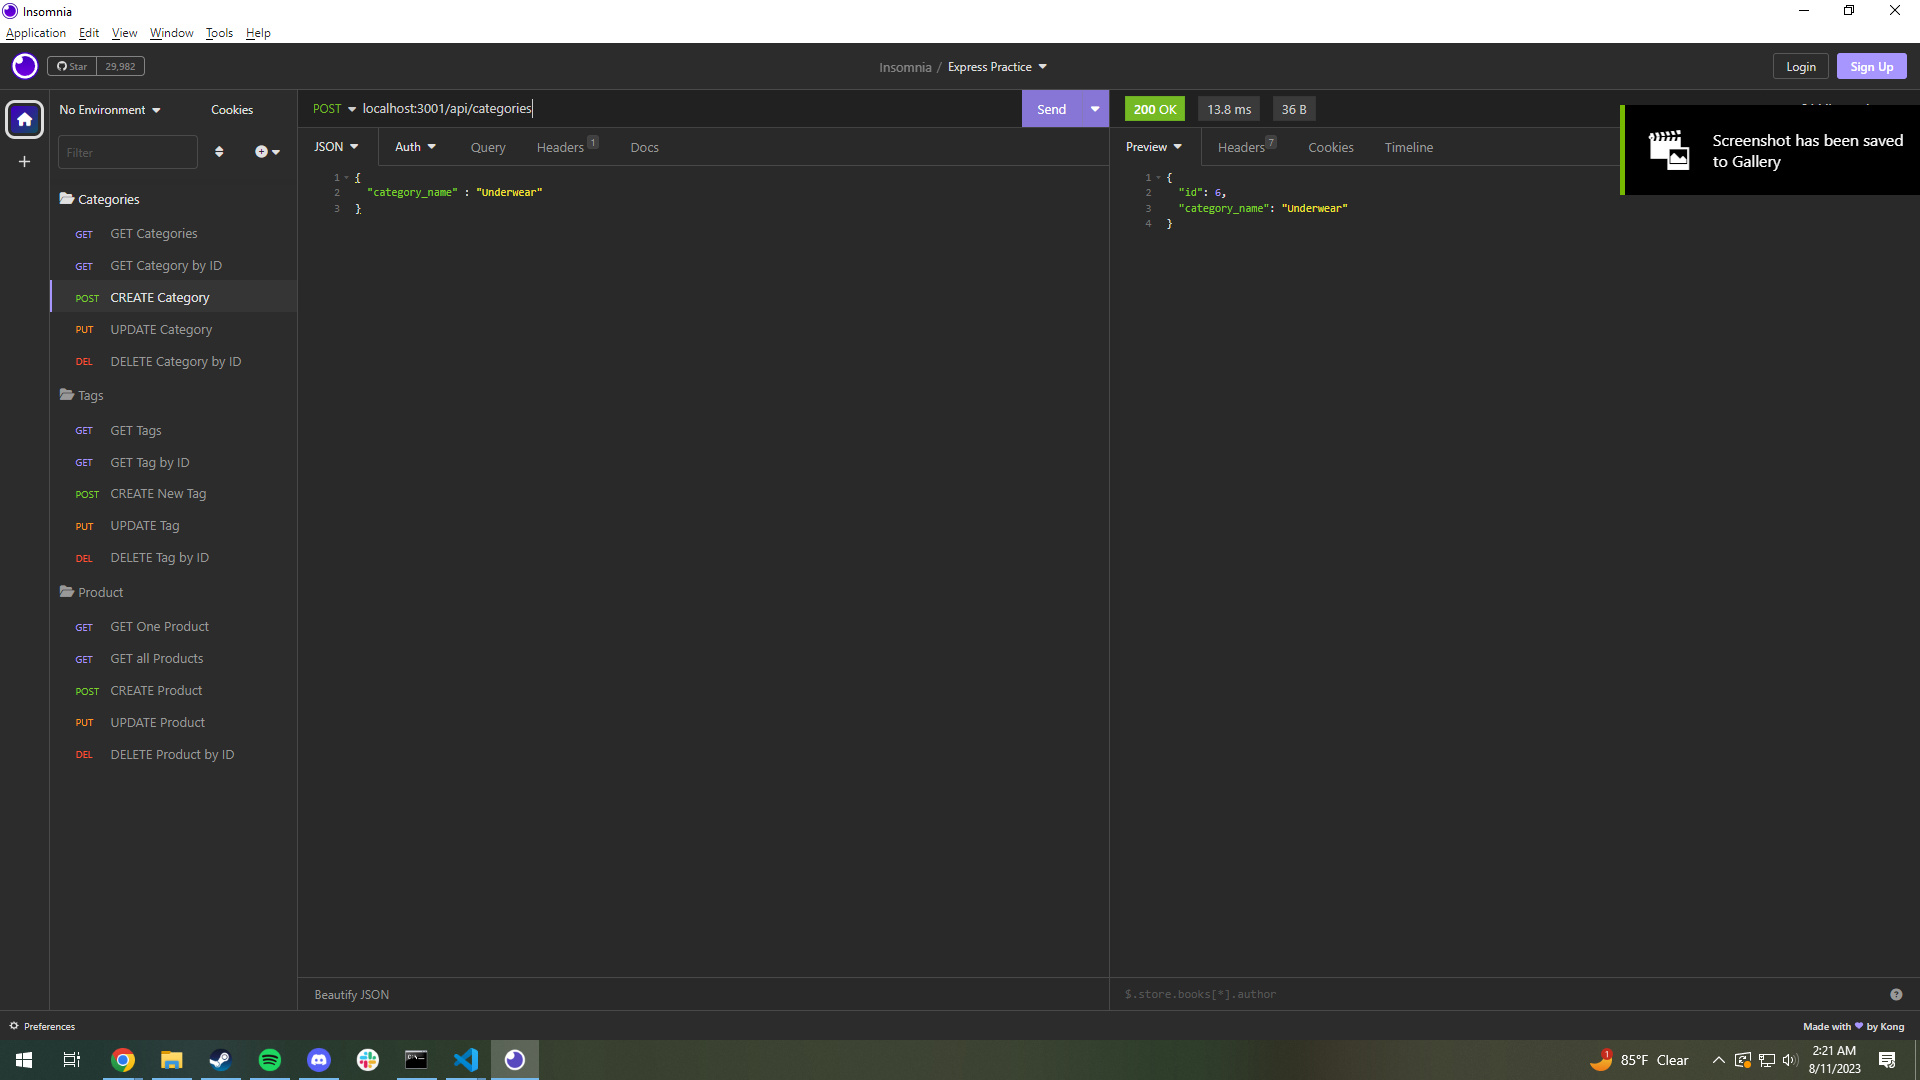 Insomnia
Application Edit View Window Tools Help
Star 29,982
Insomnia / Express Practice
Login Sign Up
No Environment Cookies
Filter
Categories
GET GET Categories
GET GET Category by ID
POST CREATE Category
PUT UPDATE Category
DEL DELETE Category by ID
Tags
GET GET Tags
GET GET Tag by ID
POST CREATE New Tag
PUT UPDATE Tag
DEL DELETE Tag by ID
Product
GET GET One Product
GET GET all Products
POST CREATE Product
PUT UPDATE Product
DEL DELETE Product by ID
POST localhost:3001/api/categories
Send
JSON Auth Query Headers 1 Docs
1 {
2 "category_name" : "Underwear"
3 }
Beautify JSON
200 OK 13.8 ms 36 B
Preview Headers 7 Cookies Timeline
1 {
2 "id": 6,
3 "category_name": "Underwear"
4 }
$.store.books[*].author
Screenshot has been saved
to Gallery
Preferences
Made with by Kong
1
85°F Clear
2:21 AM
8/11/2023